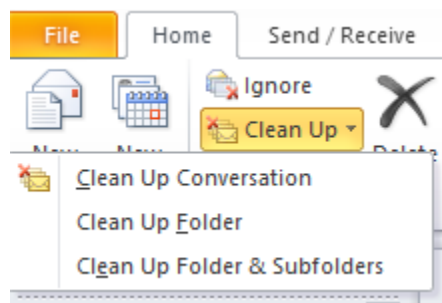 File Home Send / Receive
Ignore
Clean Up
Clean Up Conversation
Clean Up Folder
Clean Up Folder & Subfolders